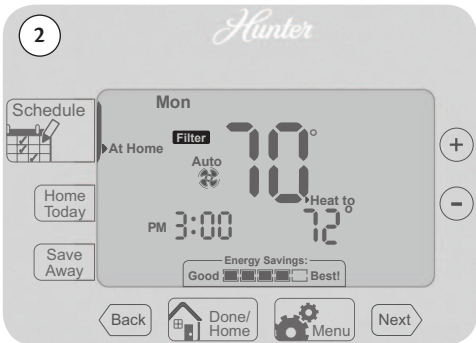 2
Hunter
Schedule
Mon
At Home
Filter
70°
Auto
Heat to
Home
Today
PM 3:00
72°
Save
Away
Energy Savings:
Good
Best!
Back
Done/
Home
Menu
Next
+
-